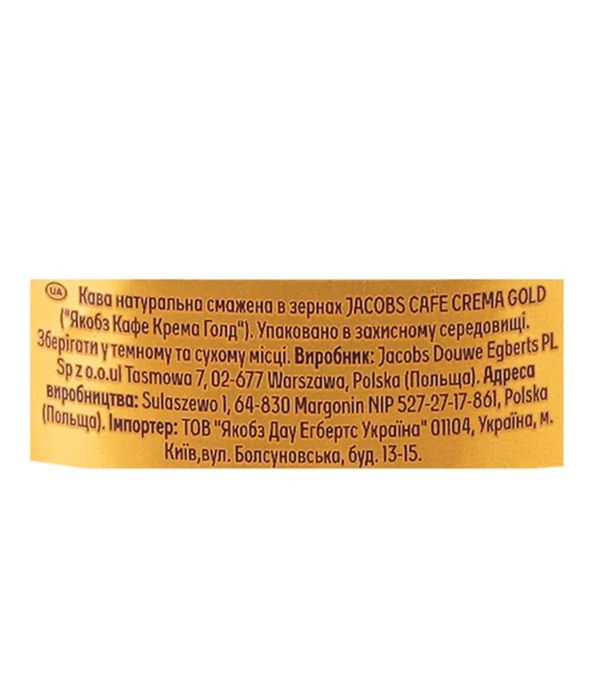 UA Кава натуральна смажена в зернах JACOBS CAFE CREMA GOLD
("Якобз Кафе Крема Голд"). Упаковано в захисному середовищі.
Зберігати у темному та сухому місці. Виробник: Jacobs Douwe Egberts PL
Sp z o.o.ul Tasmowa 7, 02-677 Warszawa, Polska (Польща). Адреса
виробництва: Sulaszewo 1, 64-830 Margonin NIP 527-27-17-861, Polska
(Польща). Імпортер: ТОВ "Якобз Дау Егбертс Україна" 01104, Україна, м.
Київ,вул. Болсуновська, буд. 13-15.